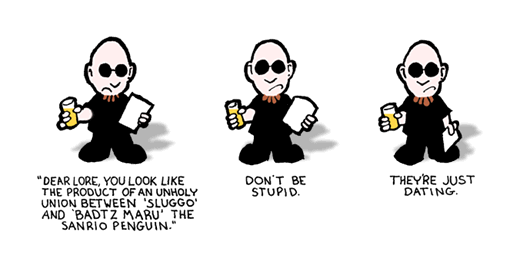 "DEAR LORE, YOU LOOK LIKE
THE PRODUCT OF AN UNHOLY
UNION BETWEEN 'SLUGGO'
AND 'BADTZ MARU' THE
SANRIO PENGUIN."
DON'T BE
STUPID.
THEY'RE JUST
DATING.